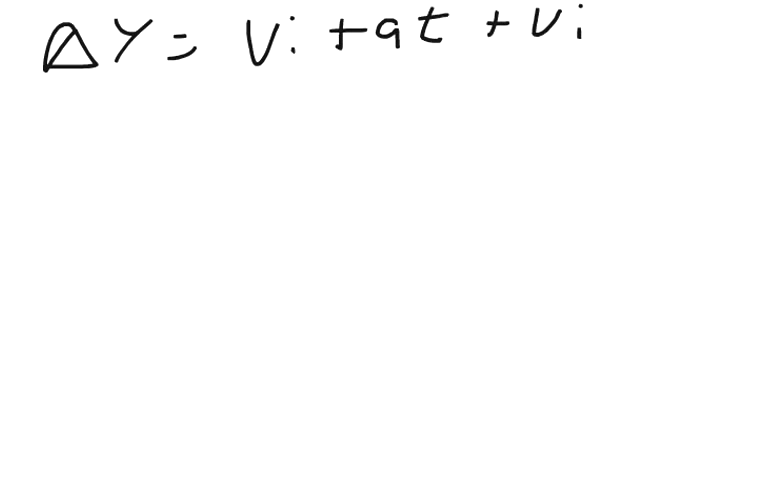 Δy = Vi + at + vi